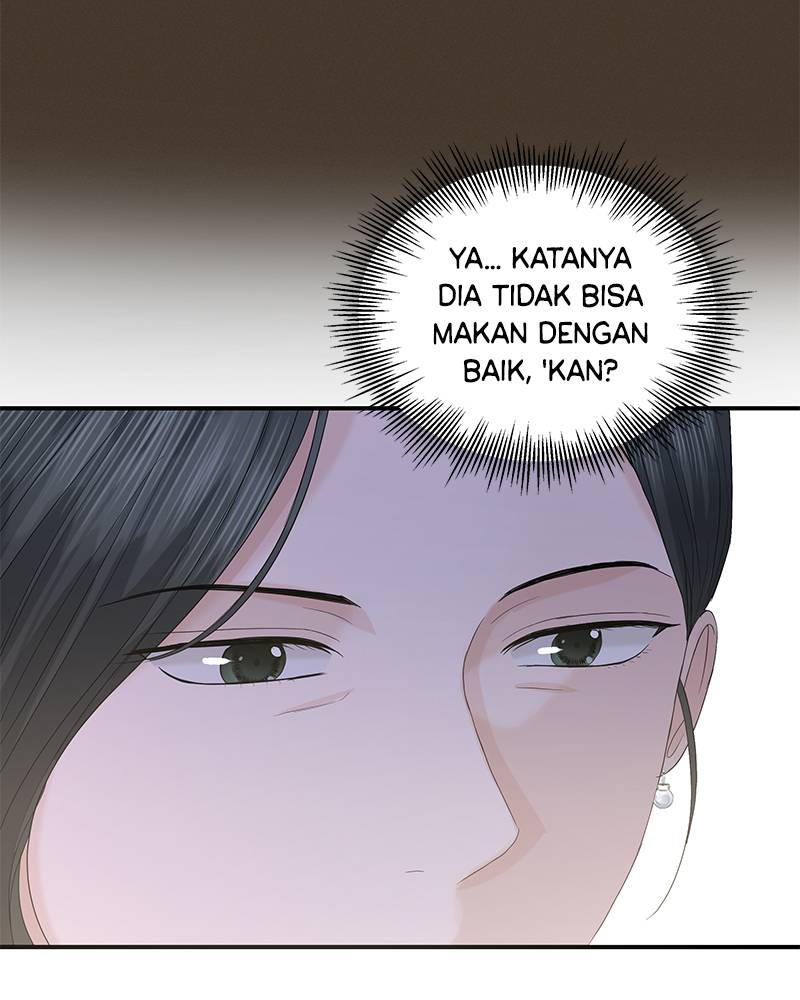 YA... KATANYA
DIA TIDAK BISA
MAKAN DENGAN
BAIK, 'KAN?